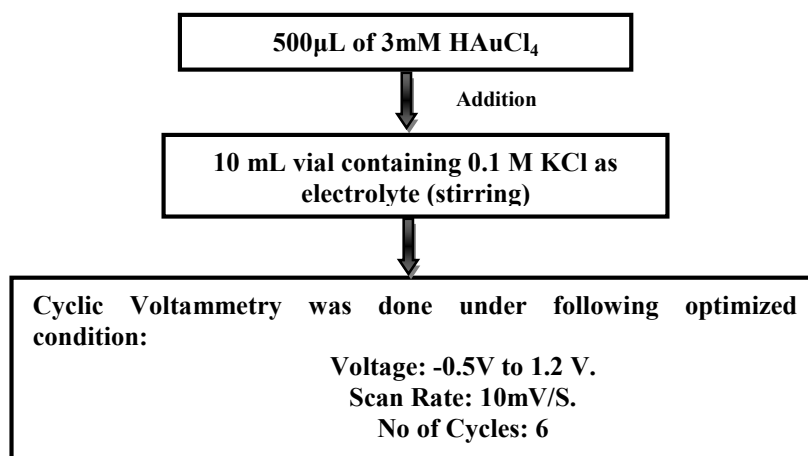 500μL of 3mM HAuCl₄
Addition
10 mL vial containing 0.1 M KCl as
electrolyte (stirring)
Cyclic Voltammetry was done under following optimized
condition:
Voltage: -0.5V to 1.2 V.
Scan Rate: 10mV/S.
No of Cycles: 6